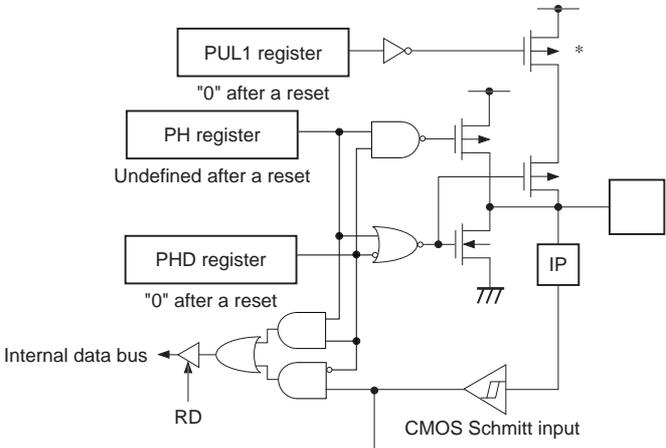 PUL1 register
*
"0" after a reset
PH register
Undefined after a reset
PHD register
IP
"0" after a reset
Internal data bus
RD
CMOS Schmitt input